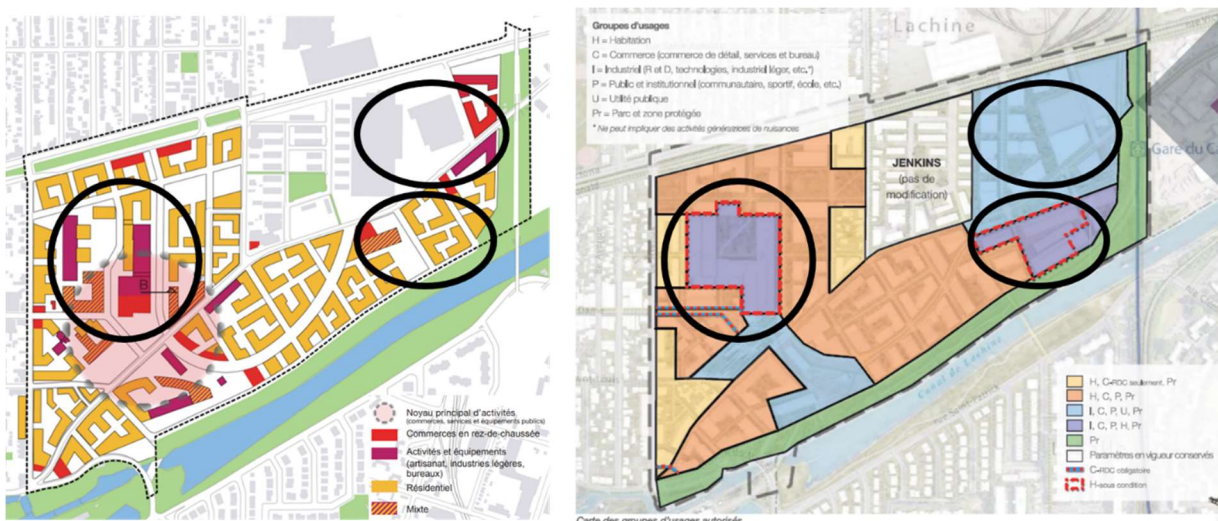 B
Noyau principal d'activités
(commerces, services et équipements publics)
Commerces en rez-de-chaussée
Activités et équipements
(artisanat, industries légères,
bureaux)
Résidentiel
Mixte
Groupes d'usages
H = Habitation
C = Commerce (commerce de détail, services et bureau)
I = Industriel (R et D, technologies, industriel léger, etc.*)
P = Public et institutionnel (communautaire, sportif, école, etc.)
U = Utilité publique
Pr = Parc et zone protégée
* Ne peut impliquer des activités génératrices de nuisances
Lachine
JENKINS
(pas de
modification)
Gare du
Canal de Lachine
H, C-RDC seulement, Pr
H, C, P, Pr
I, C, P, U, Pr
I, C, P, H, Pr
Pr
Paramètres en vigueur conservés
C-RDC obligatoire
H-sous condition
Carte des groupes d'usages autorisés